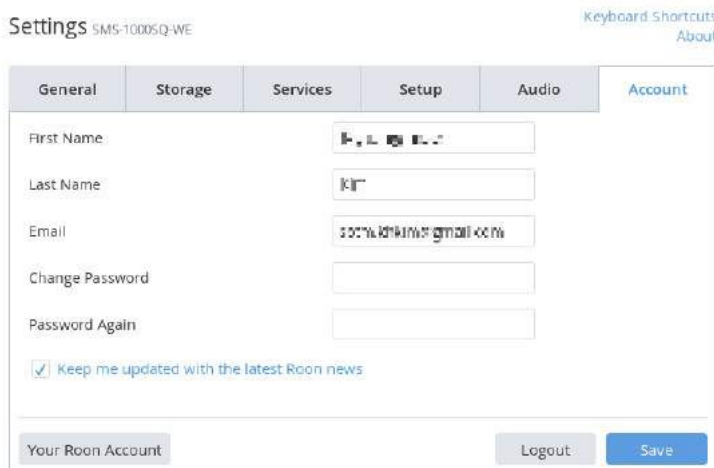 Settings SMS-1000SQ-WE
Keyboard Shortcuts
About
General Storage Services Setup Audio Account
First Name
Last Name
Email
Change Password
Password Again
Keep me updated with the latest Roon news
Your Roon Account Logout Save